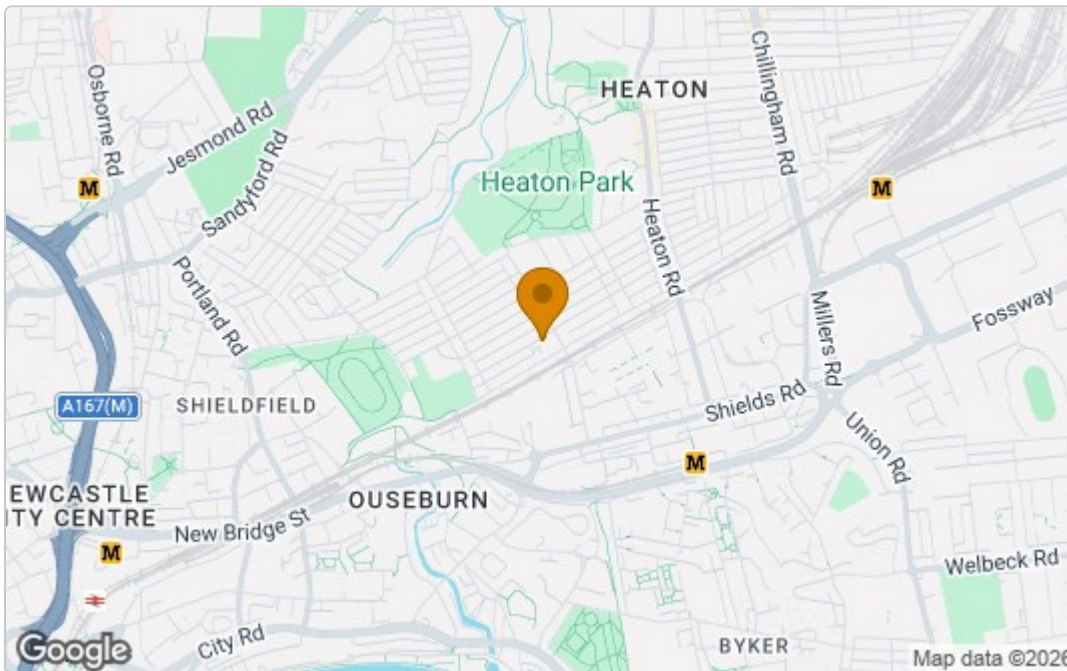 HEATON
Osborne Rd
Jesmond Rd
Chillingham Rd
M
M
Heaton Park
Sandyford Rd
Heaton Rd
Portland Rd
Millers Rd
Fossway
A167(M)
SHIELDFIELD
Shields Rd
M
Union Rd
EWCASTLE
ITY CENTRE
OUSEBURN
New Bridge St
M
Welbeck Rd
City Rd
BYKER
Google
Map data ©2026